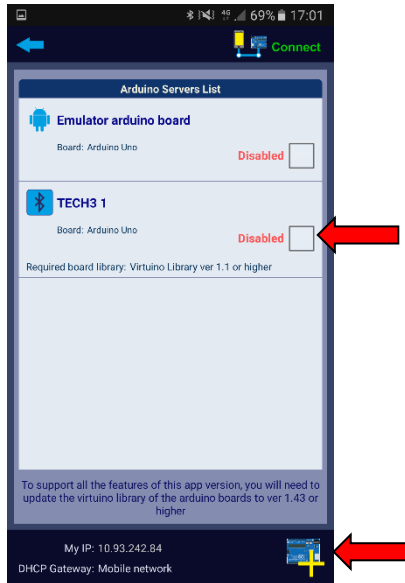 4G 69% 17:01
Connect
Arduino Servers List
Emulator arduino board
Board: Arduino Uno
Disabled
TECH3 1
Board: Arduino Uno
Disabled
Required board library: Virtuino Library ver 1.1 or higher
To support all the features of this app version, you will need to
update the virtuino library of the arduino boards to ver 1.43 or
higher
My IP: 10.93.242.84
DHCP Gateway: Mobile network